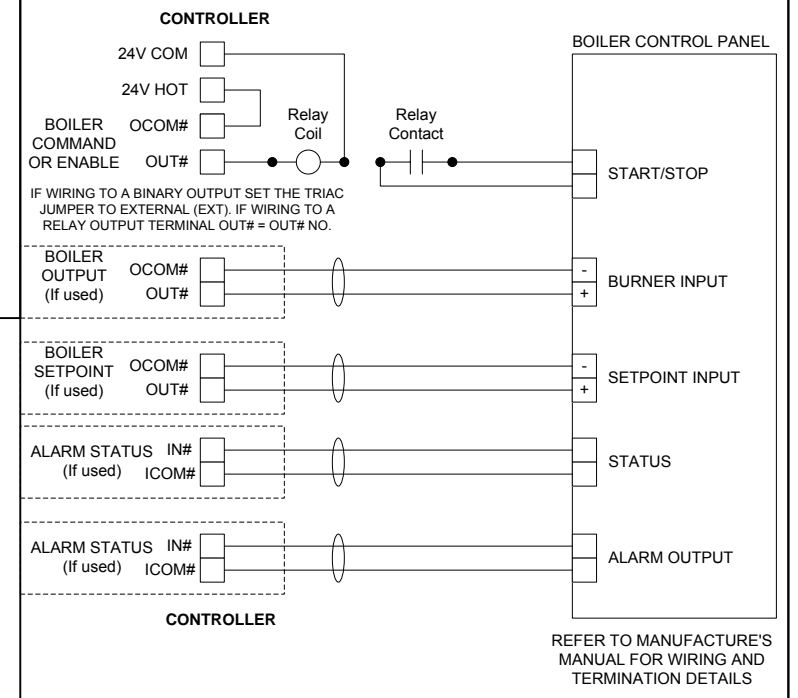 CONTROLLER
BOILER CONTROL PANEL
24V COM
24V HOT
BOILER
COMMAND
OR ENABLE
OCOM#
OUT#
Relay
Coil
Relay
Contact
START/STOP
IF WIRING TO A BINARY OUTPUT SET THE TRIAC
JUMPER TO EXTERNAL (EXT). IF WIRING TO A
RELAY OUTPUT TERMINAL OUT# = OUT# NO.
BOILER
OUTPUT
(If used)
OCOM#
OUT#
-
+
BURNER INPUT
BOILER
SETPOINT
(If used)
OCOM#
OUT#
-
+
SETPOINT INPUT
ALARM STATUS
(If used)
IN#
ICOM#
STATUS
ALARM STATUS
(If used)
IN#
ICOM#
ALARM OUTPUT
CONTROLLER
REFER TO MANUFACTURE'S
MANUAL FOR WIRING AND
TERMINATION DETAILS